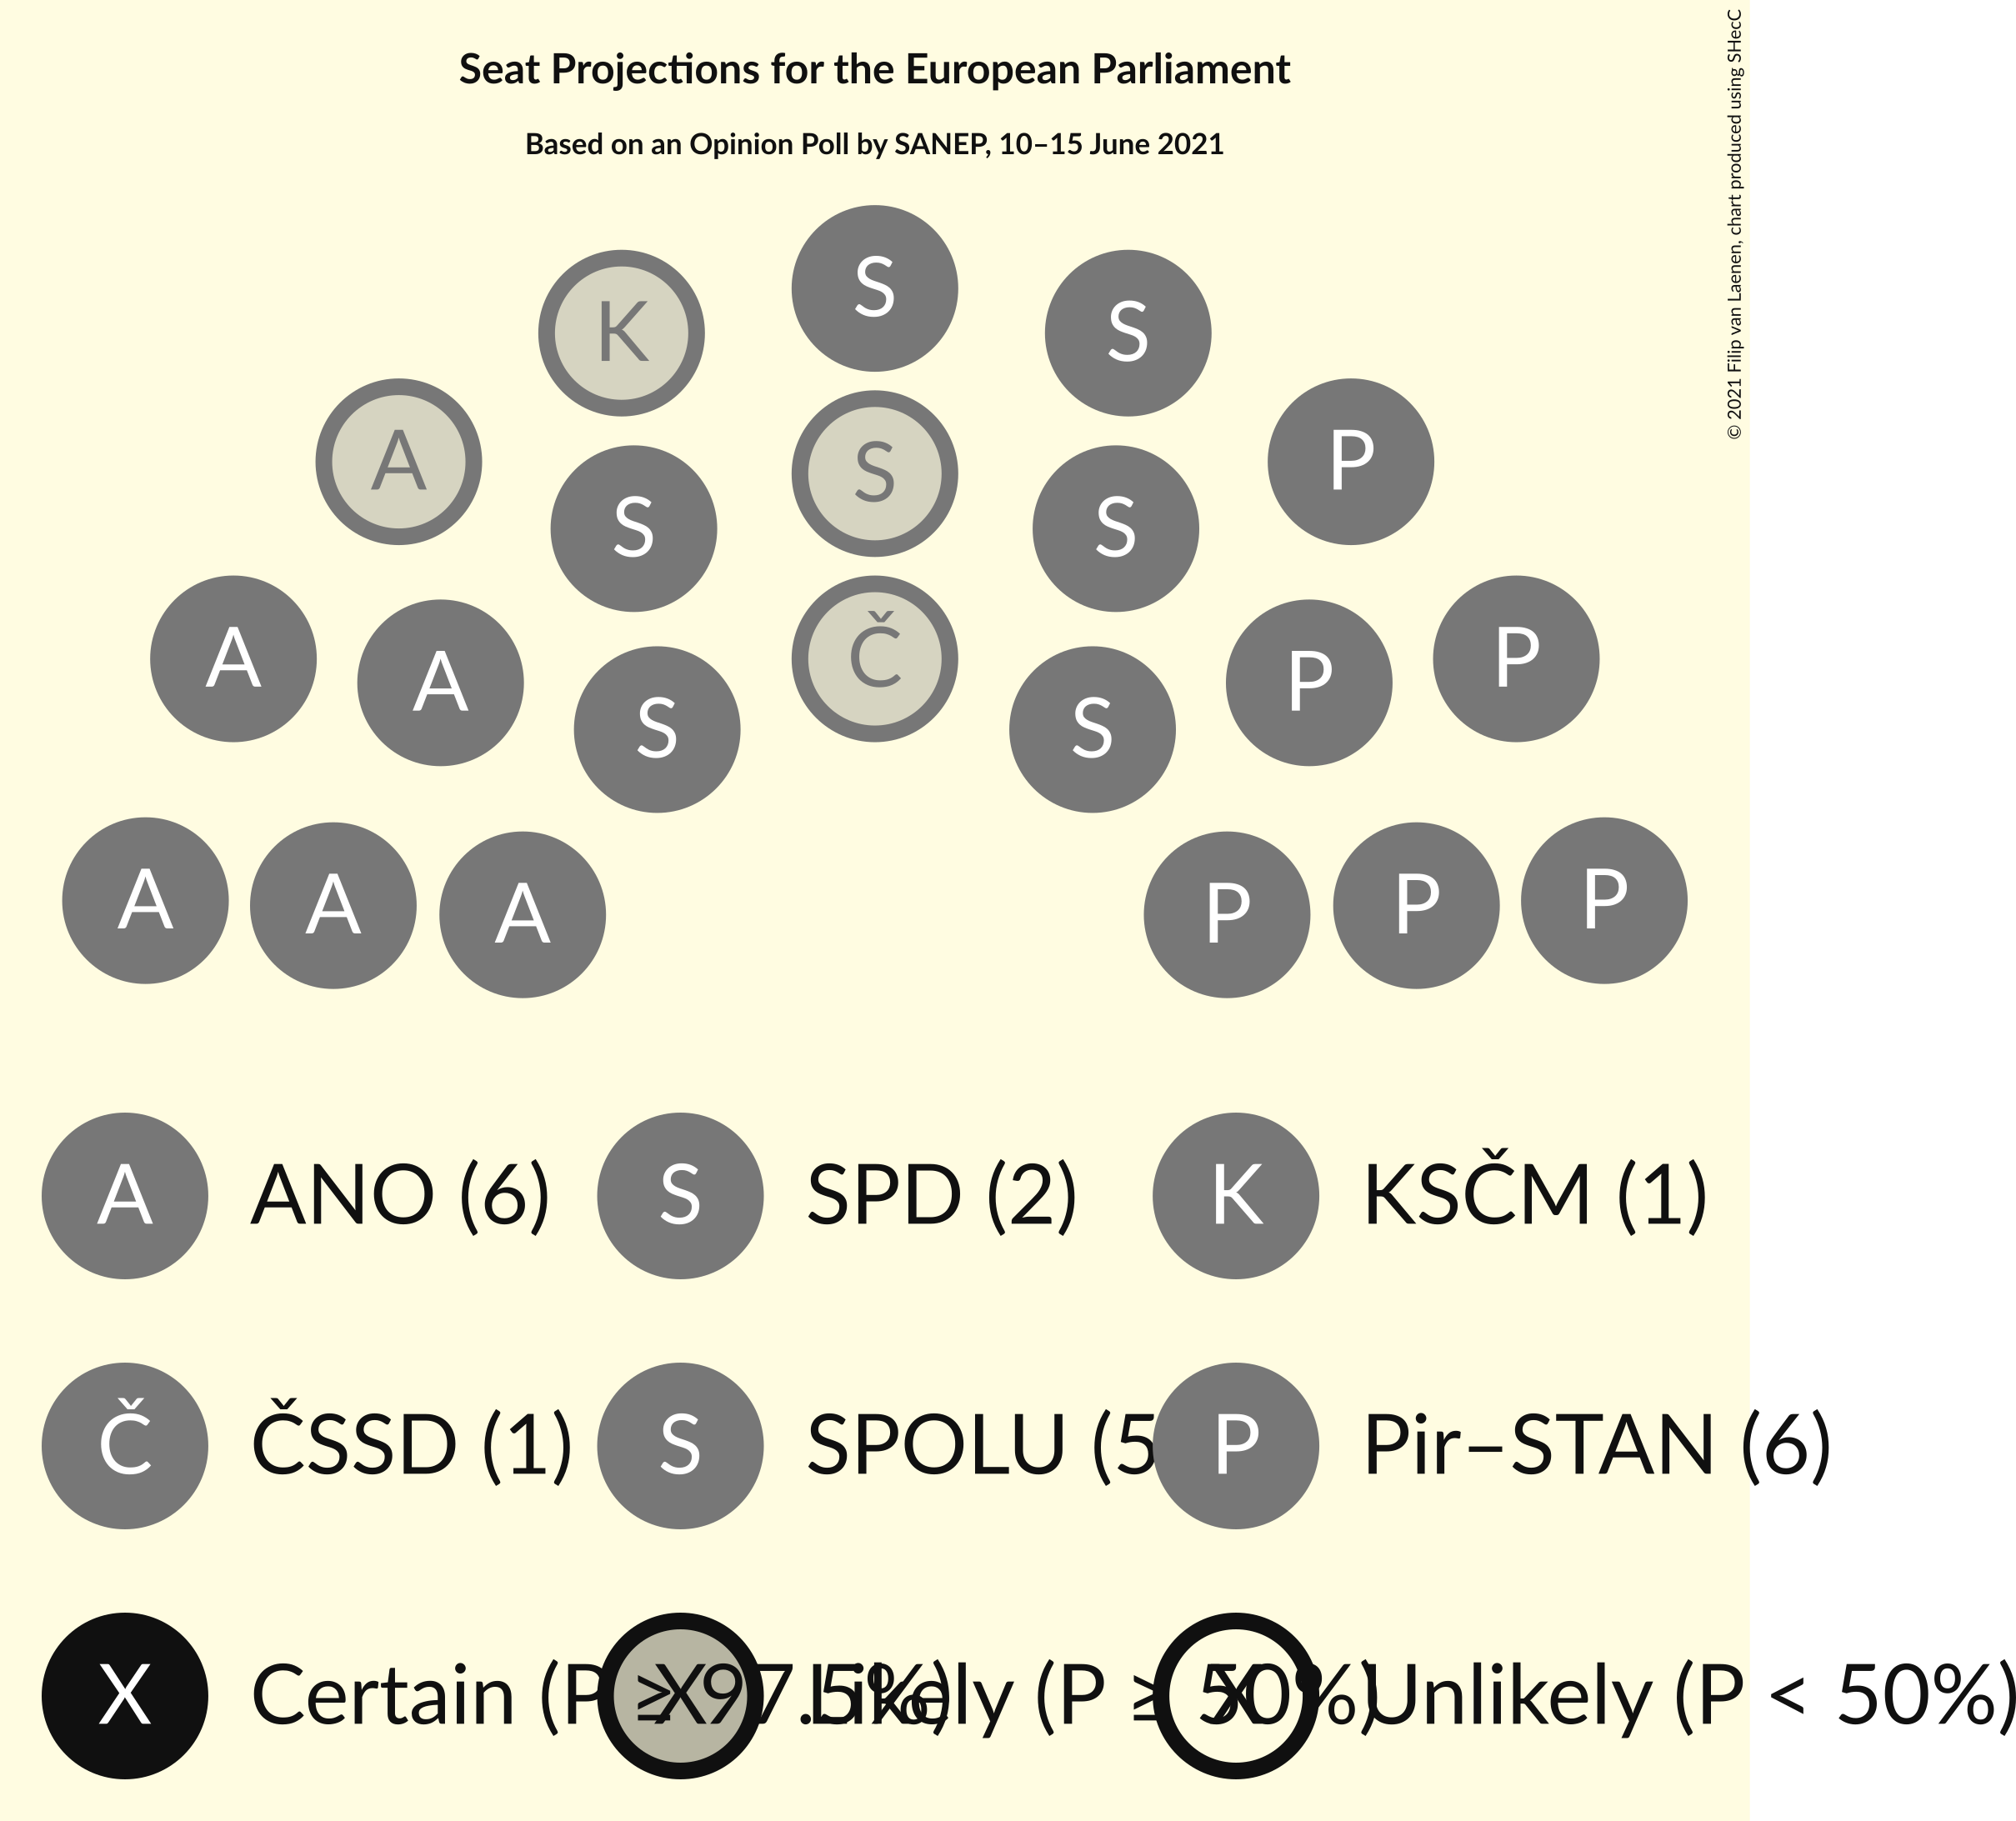 Seat Projections for the European Parliament
Based on an Opinion Poll by SANEP, 10–15 June 2021
© 2021 Filip van Laenen, chart produced using SHecC
S
K S
S
A P
S S
Č
A P
A P
S S
A P
A P
A P
A ANO (6) S SPD (2) K KSČM (1)
Č ČSSD (1) S SPOLU (5 P Pir–STAN (6)
X Certain (P ≥ 97.5%) X Likely (P ≥ 50%) X Unlikely (P < 50%)